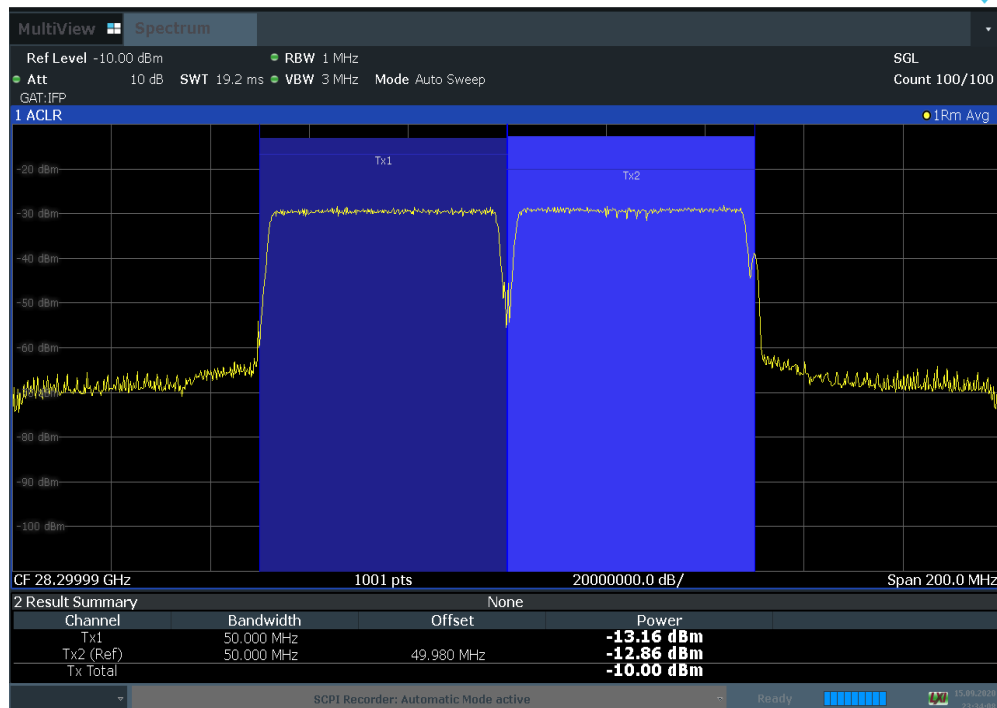 MultiView Spectrum
Ref Level -10.00 dBm RBW 1 MHz SGL
Att 10 dB SWT 19.2 ms VBW 3 MHz Mode Auto Sweep Count 100/100
GAT:IFP
1 ACLR 1Rm Avg
Tx1
Tx2
-20 dBm
-30 dBm
-40 dBm
-50 dBm
-60 dBm
-80 dBm
-90 dBm
-100 dBm
CF 28.29999 GHz 1001 pts 20000000.0 dB/ Span 200.0 MHz
2 Result Summary None
Channel Bandwidth Offset Power
Tx1 50.000 MHz -13.16 dBm
Tx2 (Ref) 50.000 MHz 49.980 MHz -12.86 dBm
Tx Total -10.00 dBm
SCPI Recorder: Automatic Mode active Ready 15.09.2020